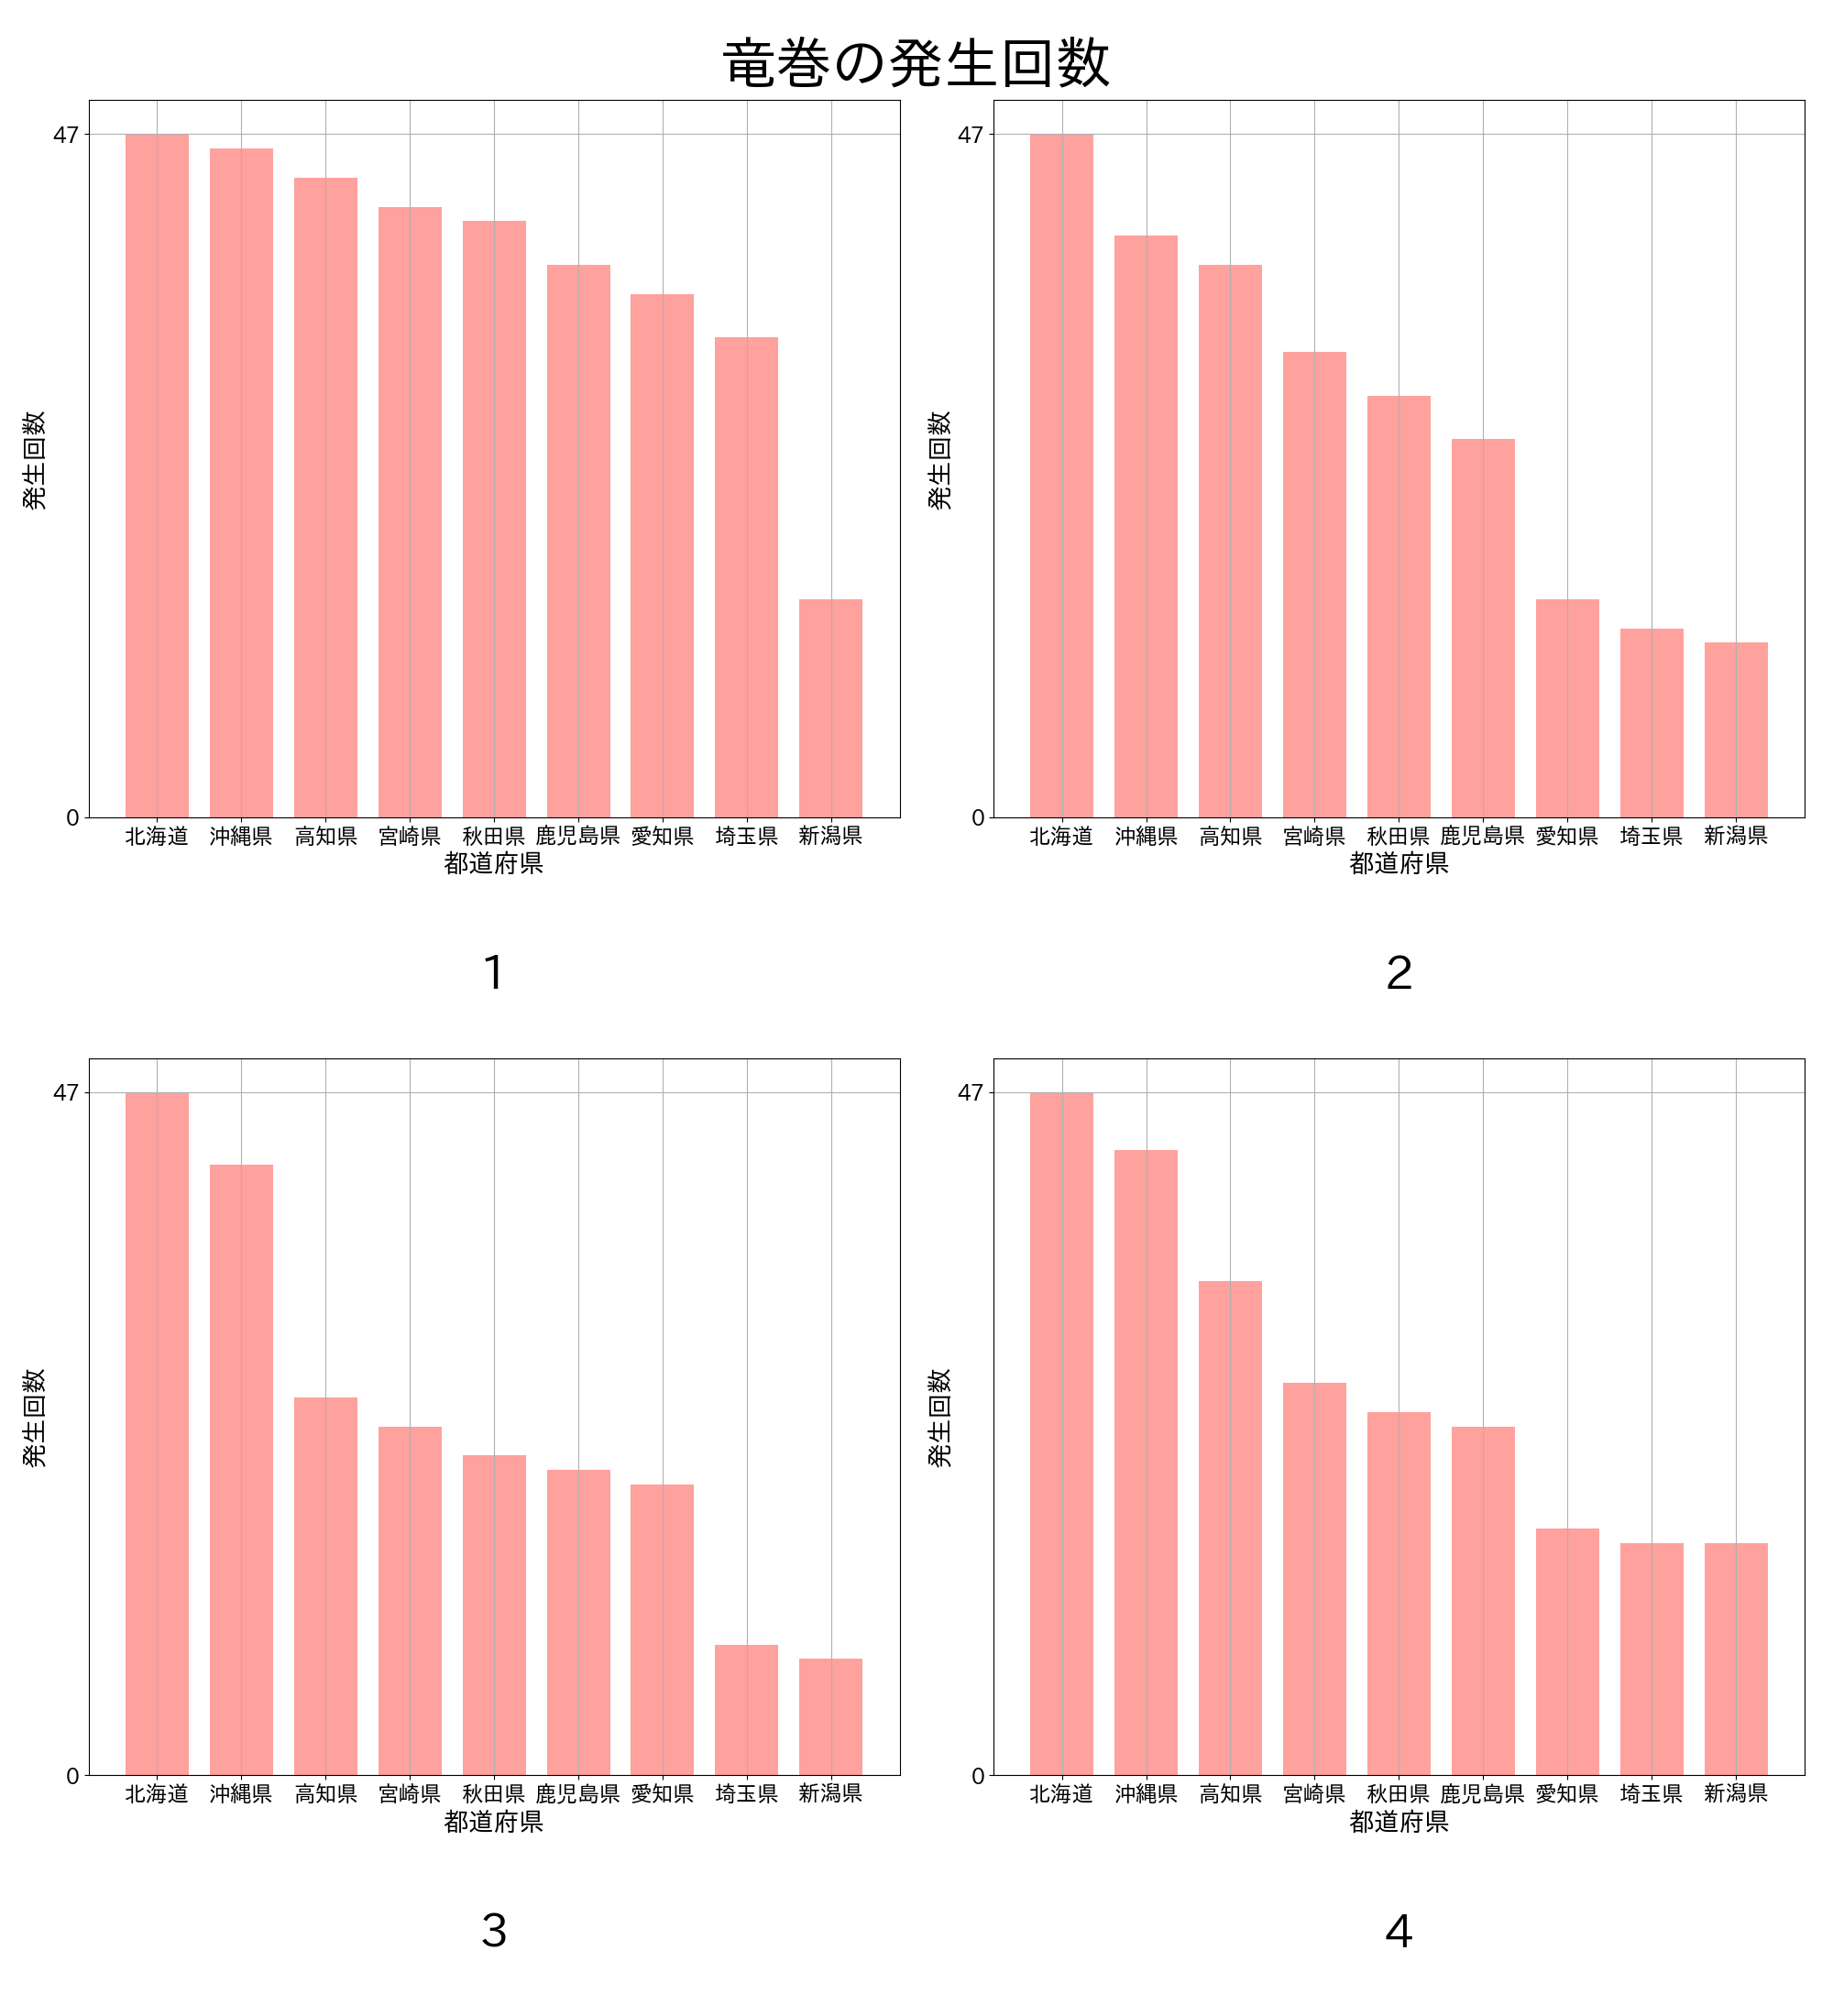 竜巻の発生回数
47
0
発生回数
北海道 沖縄県 高知県 宮崎県 秋田県 鹿児島県 愛知県 埼玉県 新潟県
都道府県
1
47
0
発生回数
北海道 沖縄県 高知県 宮崎県 秋田県 鹿児島県 愛知県 埼玉県 新潟県
都道府県
2
47
0
発生回数
北海道 沖縄県 高知県 宮崎県 秋田県 鹿児島県 愛知県 埼玉県 新潟県
都道府県
3
47
0
発生回数
北海道 沖縄県 高知県 宮崎県 秋田県 鹿児島県 愛知県 埼玉県 新潟県
都道府県
4